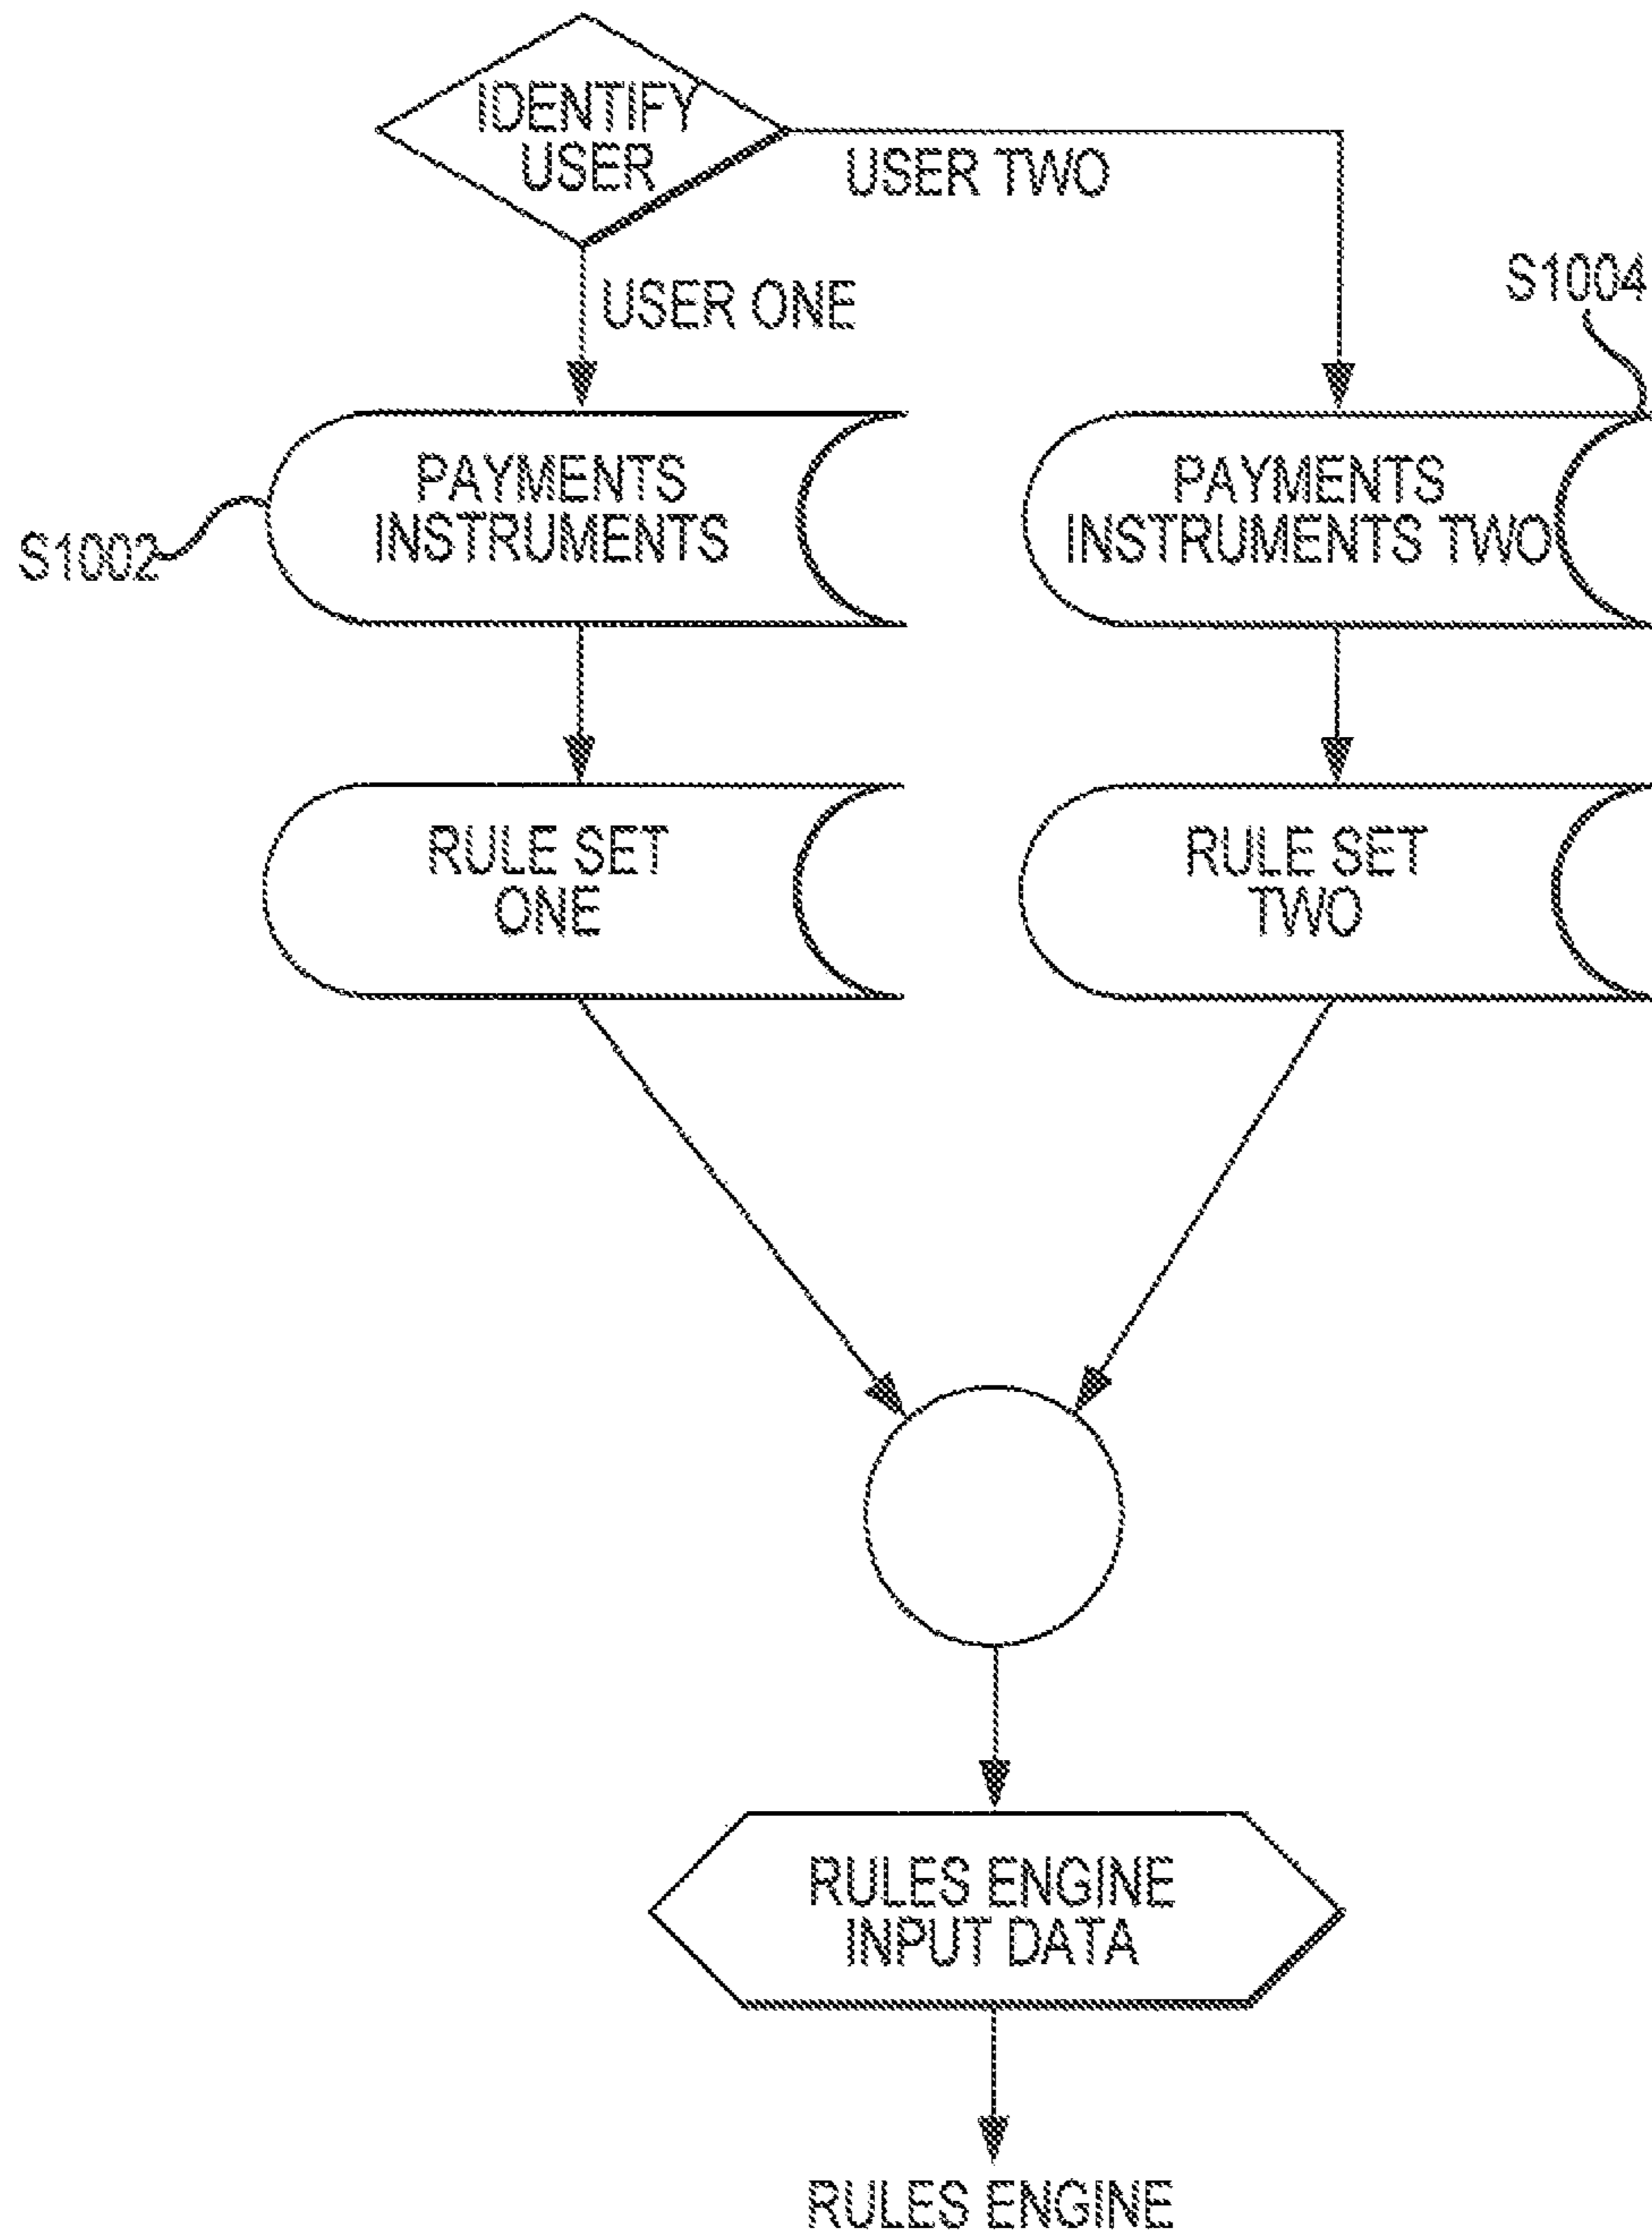 IDENTIFY
USER
USER TWO
USER ONE
S1004
PAYMENTS
INSTRUMENTS
S1002
PAYMENTS
INSTRUMENTS TWO
RULE SET
ONE
RULE SET
TWO
RULES ENGINE
INPUT DATA
RULES ENGINE